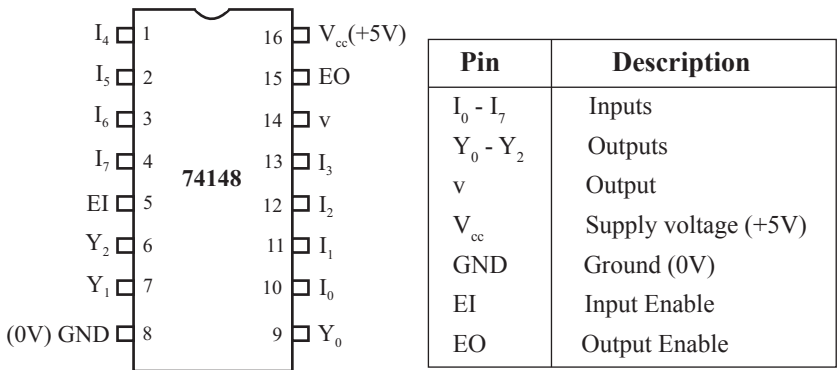 I₄ 1 16 V_cc(+5V)
I₅ 2 15 EO
I₆ 3 14 v
I₇ 4 13 I₃
74148
EI 5 12 I₂
Y₂ 6 11 I₁
Y₁ 7 10 I₀
(0V) GND 8 9 Y₀
Pin Description
I₀ - I₇ Inputs
Y₀ - Y₂ Outputs
v Output
V_cc Supply voltage (+5V)
GND Ground (0V)
EI Input Enable
EO Output Enable